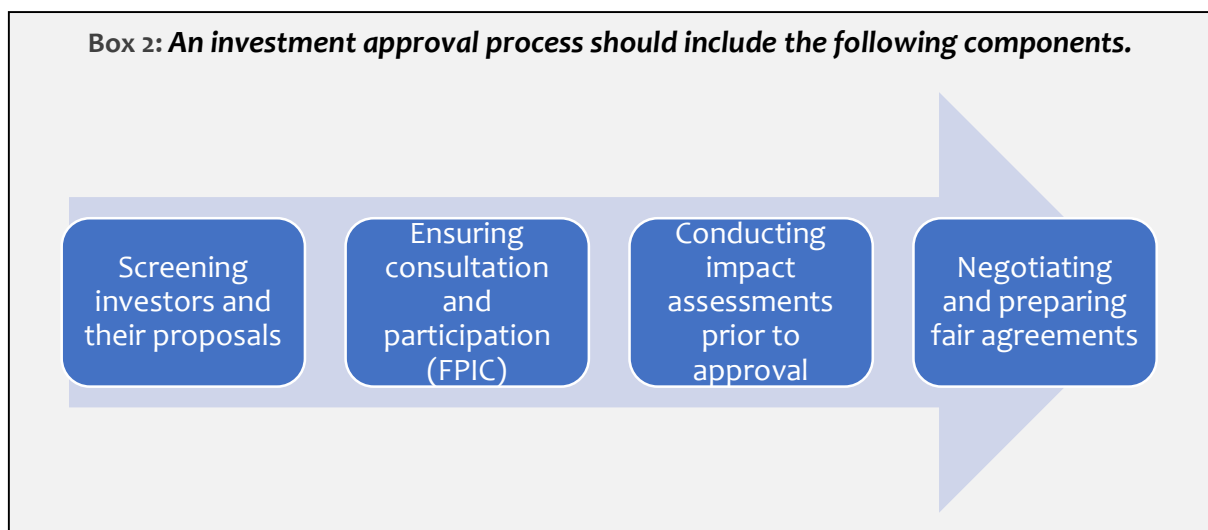 Box 2: An investment approval process should include the following components.
Screening
investors and
their proposals
Ensuring
consultation
and
participation
(FPIC)
Conducting
impact
assessments
prior to
approval
Negotiating
and preparing
fair agreements